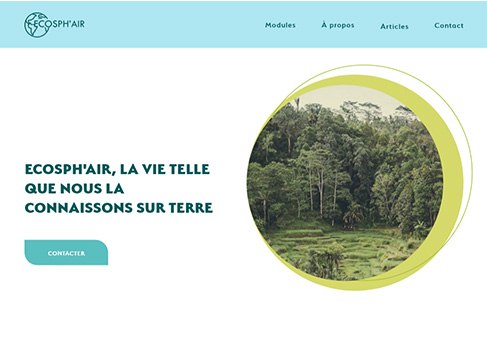 ECOSPH'AIR
Modules
À propos
Articles
Contact
ECOSPH'AIR, LA VIE TELLE
QUE NOUS LA
CONNAISSONS SUR TERRE
CONTACTER